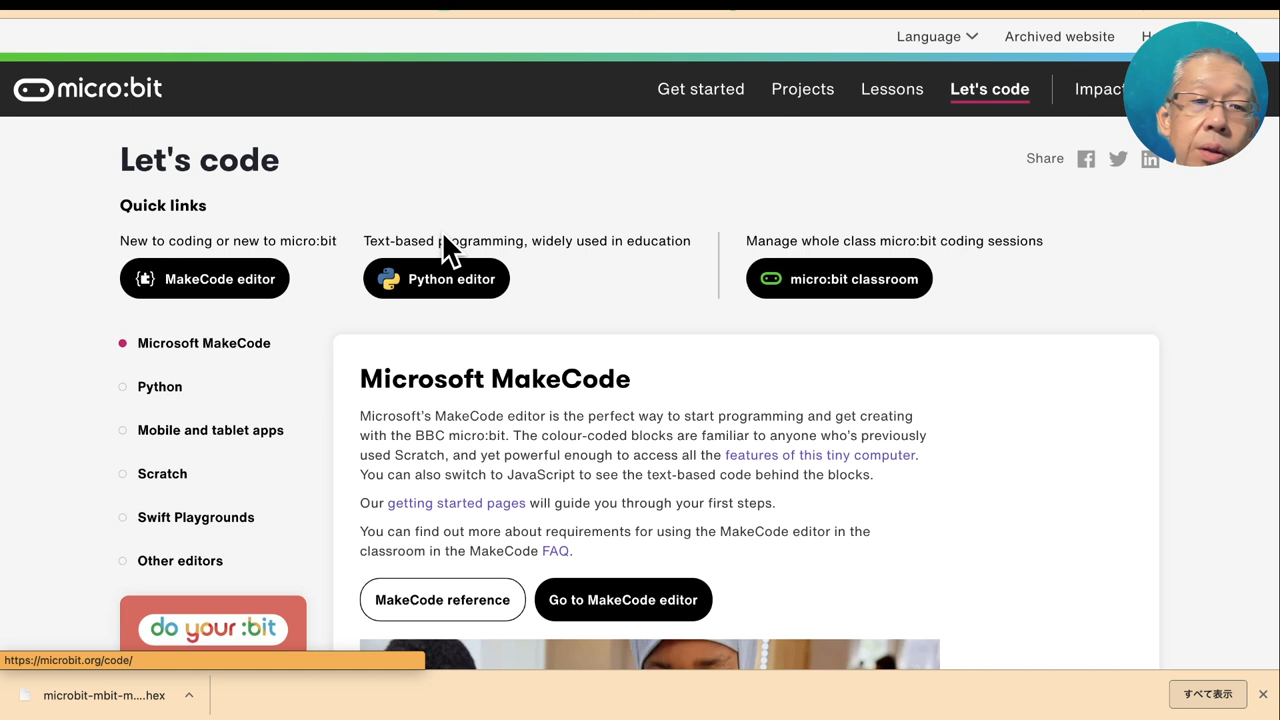 Language
Archived website
micro:bit
Get started
Projects
Lessons
Let's code
Impact
Let's code
Share
Quick links
New to coding or new to micro:bit
Text-based programming, widely used in education
Manage whole class micro:bit coding sessions
MakeCode editor
Python editor
micro:bit classroom
Microsoft MakeCode
Python
Mobile and tablet apps
Scratch
Swift Playgrounds
Other editors
do your :bit
Microsoft MakeCode
Microsoft's MakeCode editor is the perfect way to start programming and get creating
with the BBC micro:bit. The colour-coded blocks are familiar to anyone who's previously
used Scratch, and yet powerful enough to access all the features of this tiny computer.
You can also switch to JavaScript to see the text-based code behind the blocks.
Our getting started pages will guide you through your first steps.
You can find out more about requirements for using the MakeCode editor in the
classroom in the MakeCode FAQ.
MakeCode reference
Go to MakeCode editor
https://microbit.org/code/
microbit-mbit-m....hex
すべて表示